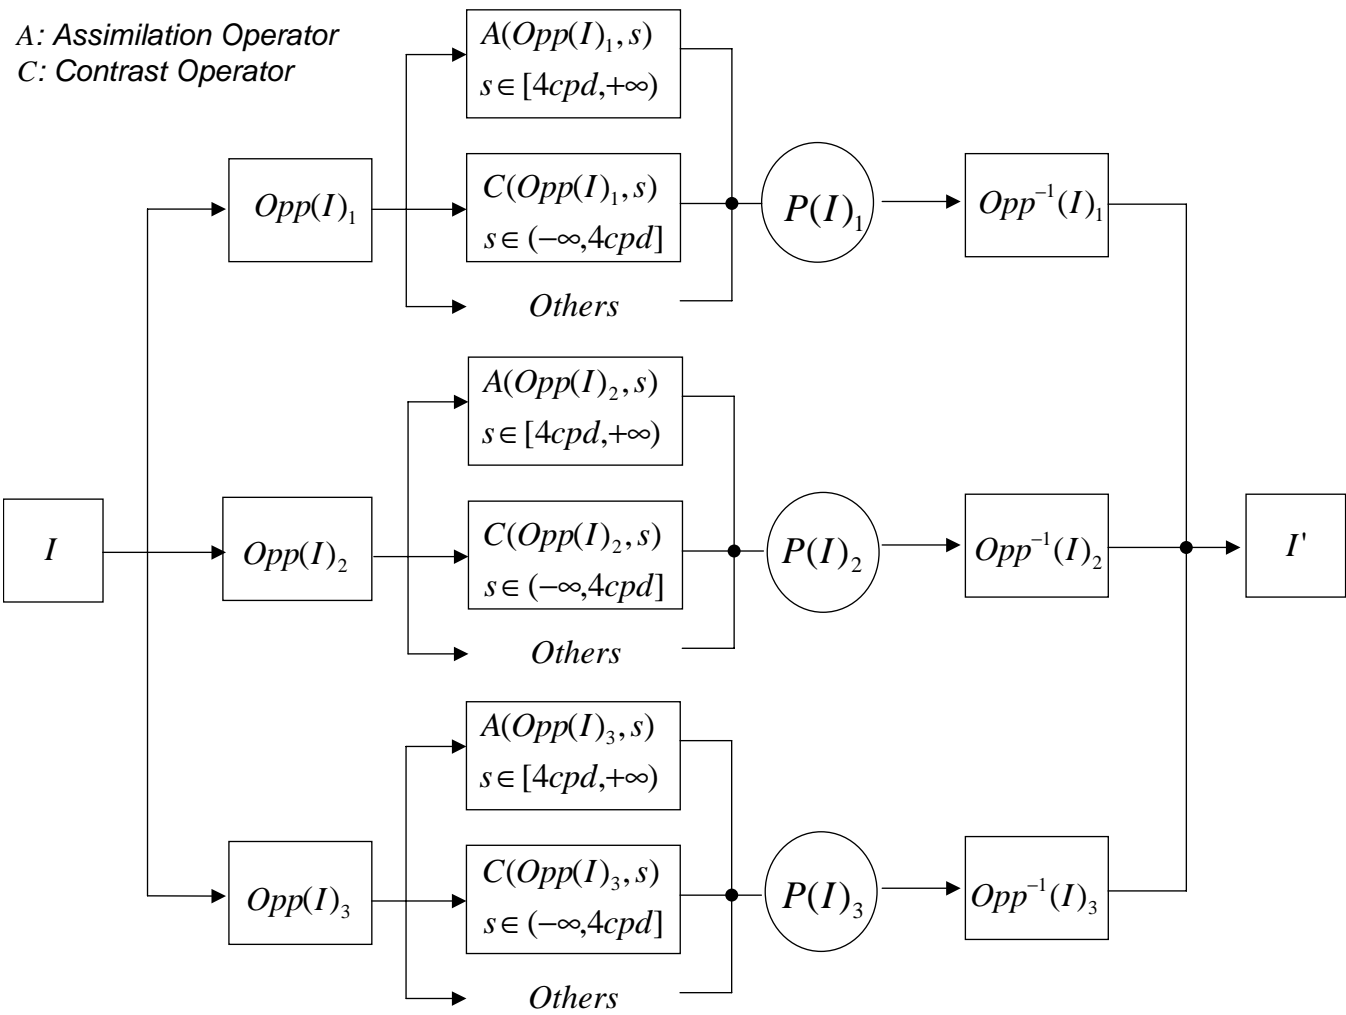 A: Assimilation Operator
C: Contrast Operator
A(Opp(I)₁, s)
s ∈ [4cpd,+∞)
Opp(I)₁
C(Opp(I)₁, s)
s ∈ (−∞,4cpd]
Others
P(I)₁
Opp⁻¹(I)₁
A(Opp(I)₂, s)
s ∈ [4cpd,+∞)
I
Opp(I)₂
C(Opp(I)₂, s)
s ∈ (−∞,4cpd]
Others
P(I)₂
Opp⁻¹(I)₂
I'
A(Opp(I)₃, s)
s ∈ [4cpd,+∞)
Opp(I)₃
C(Opp(I)₃, s)
s ∈ (−∞,4cpd]
Others
P(I)₃
Opp⁻¹(I)₃